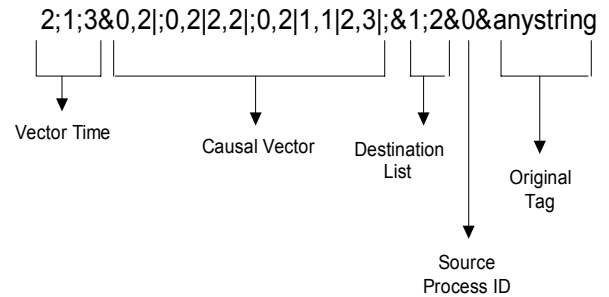 2;1;3&0,2|;0,2|2,2|;0,2|1,1|2,3|;&1;2&0&anystring
Vector Time
Causal Vector
Destination
List
Original
Tag
Source
Process ID